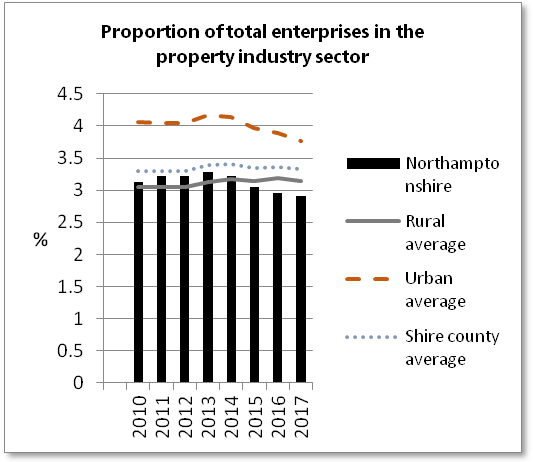 Proportion of total enterprises in the
property industry sector
4.5
4
3.5
3
2.5
2
1.5
1
0.5
0
%
2010
2011
2012
2013
2014
2015
2016
2017
Northampto
nshire
Rural
average
Urban
average
Shire county
average